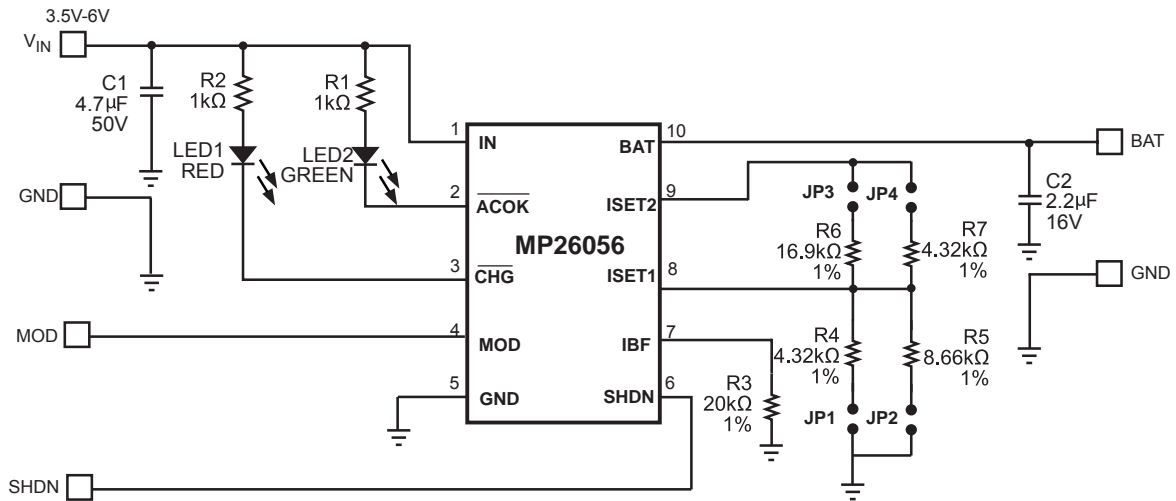 3.5V-6V
VIN
C1
4.7µF
50V
R2
1kΩ
R1
1kΩ
LED1
RED
LED2
GREEN
GND
MOD
SHDN
1
IN
2
ACOK
3
CHG
4
MOD
5
GND
MP26056
10
BAT
9
ISET2
8
ISET1
7
IBF
6
SHDN
R3
20kΩ
1%
JP3
JP4
R6
16.9kΩ
1%
R7
4.32kΩ
1%
R4
4.32kΩ
1%
R5
8.66kΩ
1%
JP1
JP2
BAT
C2
2.2µF
16V
GND